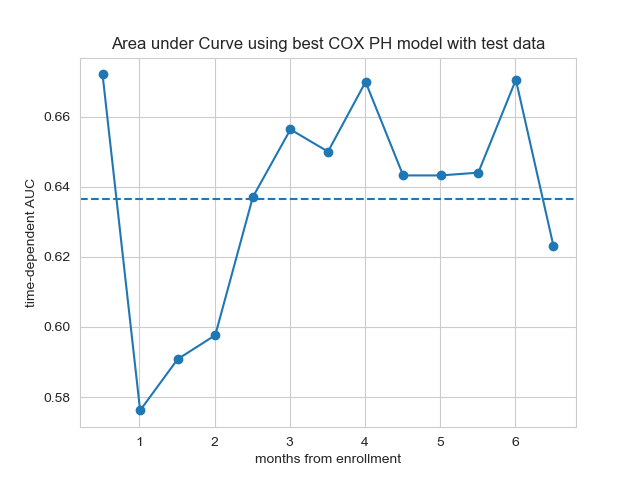 Area under Curve using best COX PH model with test data
time-dependent AUC
0.66
0.64
0.62
0.60
0.58
1 2 3 4 5 6
months from enrollment